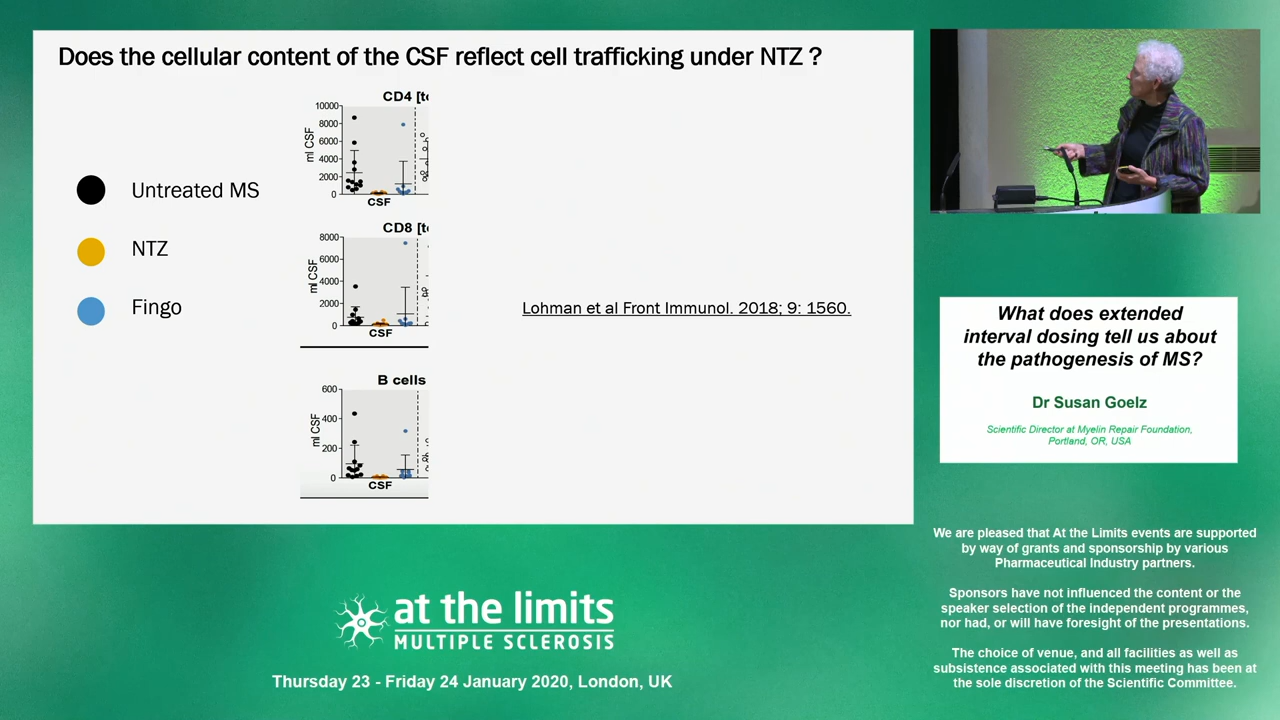 Does the cellular content of the CSF reflect cell trafficking under NTZ ?
Untreated MS
NTZ
Fingo
CD4 [t
10000
8000
6000
4000
2000
0
ml CSF
CSF
CD8 [t
8000
6000
4000
2000
0
ml CSF
CSF
B cells
600
400
200
0
ml CSF
CSF
Lohman et al Front Immunol. 2018; 9: 1560.
What does extended
interval dosing tell us about
the pathogenesis of MS?
Dr Susan Goelz
Scientific Director at Myelin Repair Foundation,
Portland, OR, USA
We are pleased that At the Limits events are supported
by way of grants and sponsorship by various
Pharmaceutical Industry partners.
Sponsors have not influenced the content or the
speaker selection of the independent programmes,
nor had, or will have foresight of the presentations.
The choice of venue, and all facilities as well as
subsistence associated with this meeting has been at
the sole discretion of the Scientific Committee.
at the limits
MULTIPLE SCLEROSIS
Thursday 23 - Friday 24 January 2020, London, UK